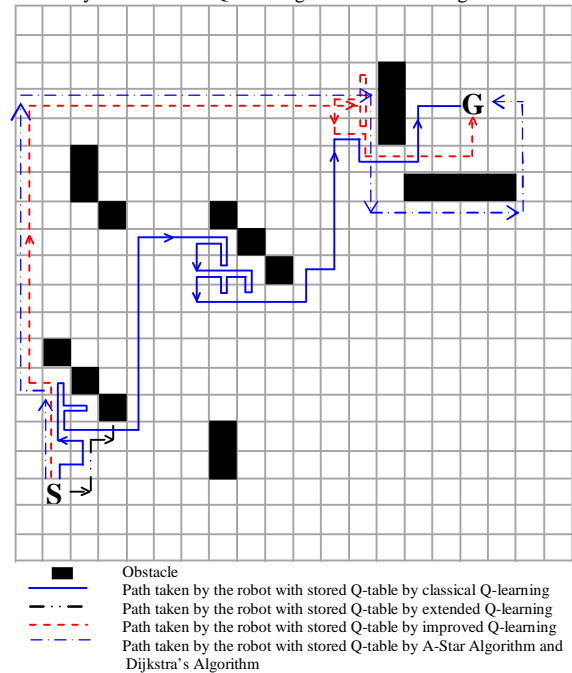 G
S
Obstacle
Path taken by the robot with stored Q-table by classical Q-learning
Path taken by the robot with stored Q-table by extended Q-learning
Path taken by the robot with stored Q-table by improved Q-learning
Path taken by the robot with stored Q-table by A-Star Algorithm and
Dijkstra's Algorithm